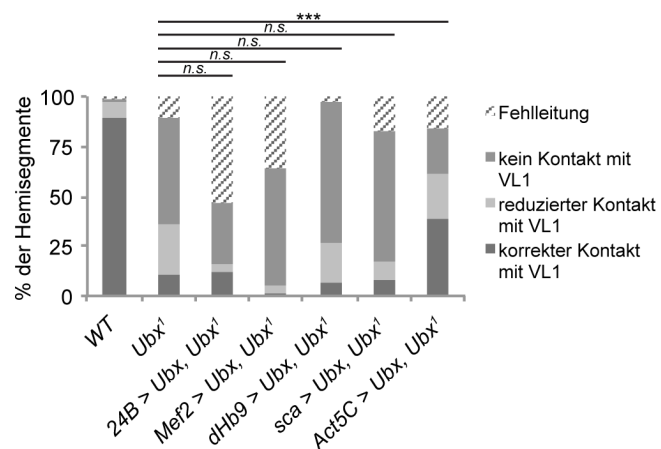 ***
n.s.
n.s.
n.s.
n.s.
100
75
50
25
0
% der Hemisegmente
WT
Ubx¹
24B > Ubx, Ubx¹
Mef2 > Ubx, Ubx¹
dHb9 > Ubx, Ubx¹
sca > Ubx, Ubx¹
Act5C > Ubx, Ubx¹
Fehlleitung
kein Kontakt mit
VL1
reduzierter Kontakt
mit VL1
korrekter Kontakt
mit VL1